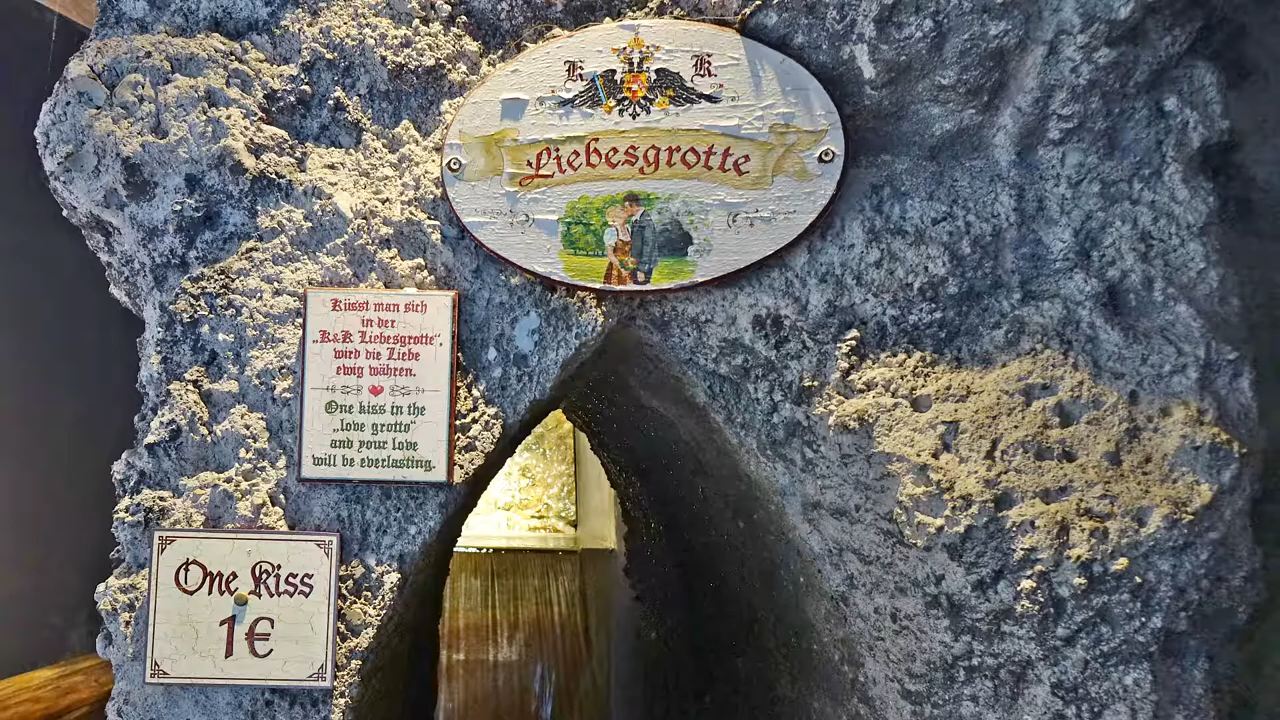 K. K.
Liebesgrotte
Küsst man sich
in der
„K&K Liebesgrotte“,
wird die Liebe
ewig währen.
One kiss in the
„love grotto“
and your love
will be everlasting.
One Kiss
1€